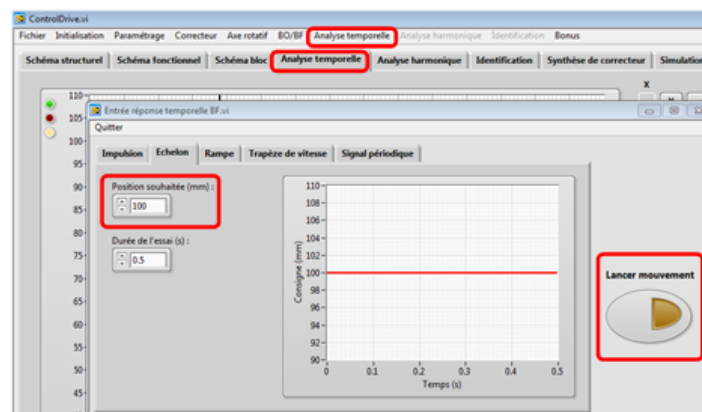 ControlDrive.vi
Fichier Initialisation Paramétrage Correcteur Axe rotatif BO/BF Analyse temporelle Analyse harmonique Identification Bonus
Schéma structurel Schéma fonctionnel Schéma bloc Analyse temporelle Analyse harmonique Identification Synthèse de correcteur Simulation
X
110
Entrée réponse temporelle BF.vi
105
Quitter
100
Impulsion Echelon Rampe Trapèze de vitesse Signal périodique
95
90
Position souhaitée (mm) :
100
85
80
Durée de l'essai (s) :
0.5
75
70
65
60
55
50
45
110
108
106
104
102
100
98
96
94
92
90
Consigne (mm)
0 0.1 0.2 0.3 0.4 0.5
Temps (s)
Lancer mouvement